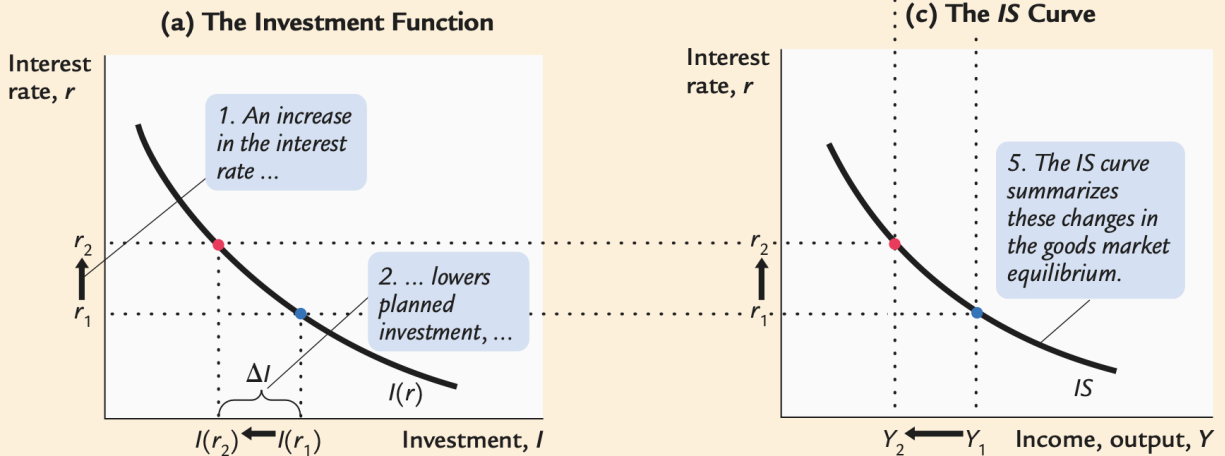 (a) The Investment Function
Interest
rate, r
1. An increase
in the interest
rate ...
r₂
r₁
2. ... lowers
planned
investment, ...
ΔI
I(r)
I(r₂)
I(r₁)
Investment, I
(c) The IS Curve
Interest
rate, r
5. The IS curve
summarizes
these changes in
the goods market
equilibrium.
r₂
r₁
IS
Y₂
Y₁
Income, output, Y